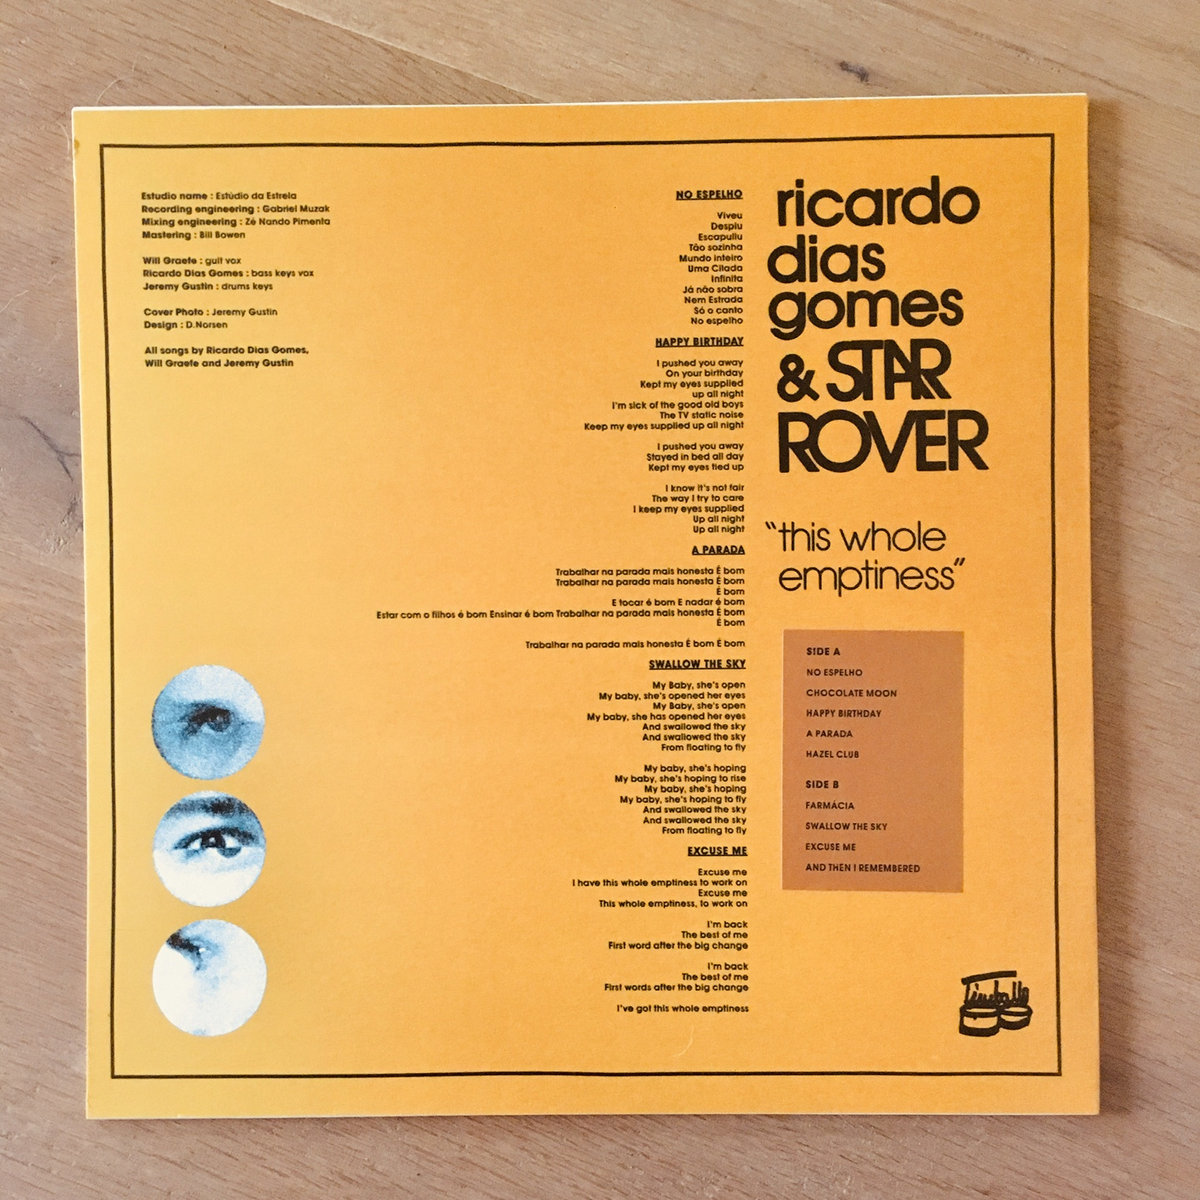 Estudio name : Estúdio da Estrela
Recording engineering : Gabriel Muzak
Mixing engineering : Zé Nando Pimenta
Mastering : Bill Bowen
Will Graefe : guit vox
Ricardo Dias Gomes : bass keys vox
Jeremy Gustin : drums keys
Cover Photo : Jeremy Gustin
Design : D.Norsen
All songs by Ricardo Dias Gomes,
Will Graefe and Jeremy Gustin
NO ESPELHO
Viveu
Despiu
Escapuliu
Tão sozinha
Mundo inteiro
Uma Cilada
Infinita
Já não sobra
Nem Estrada
Só o canto
No espelho
HAPPY BIRTHDAY
I pushed you away
On your birthday
Kept my eyes supplied
up all night
I'm sick of the good old boys
The TV static noise
Keep my eyes supplied up all night
I pushed you away
Stayed in bed all day
Kept my eyes tied up
I know it's not fair
The way I try to care
I keep my eyes supplied
Up all night
Up all night
A PARADA
Trabalhar na parada mais honesta É bom
Trabalhar na parada mais honesta É bom
É bom
E tocar é bom E nadar é bom
Estar com o filhos é bom Ensinar é bom Trabalhar na parada mais honesta É bom
É bom
Trabalhar na parada mais honesta É bom É bom
SWALLOW THE SKY
My Baby, she's open
My baby, she's opened her eyes
My Baby, she's open
My baby, she has opened her eyes
And swallowed the sky
And swallowed the sky
From floating to fly
My baby, she's hoping
My baby, she's hoping to rise
My baby, she's hoping
My baby, she's hoping to fly
And swallowed the sky
And swallowed the sky
From floating to fly
EXCUSE ME
Excuse me
I have this whole emptiness to work on
Excuse me
This whole emptiness, to work on
I'm back
The best of me
First word after the big change
I'm back
The best of me
First words after the big change
I've got this whole emptiness
ricardo
dias
gomes
& STAR
ROVER
"this whole
emptiness"
SIDE A
NO ESPELHO
CHOCOLATE MOON
HAPPY BIRTHDAY
A PARADA
HAZEL CLUB
SIDE B
FARMÁCIA
SWALLOW THE SKY
EXCUSE ME
AND THEN I REMEMBERED